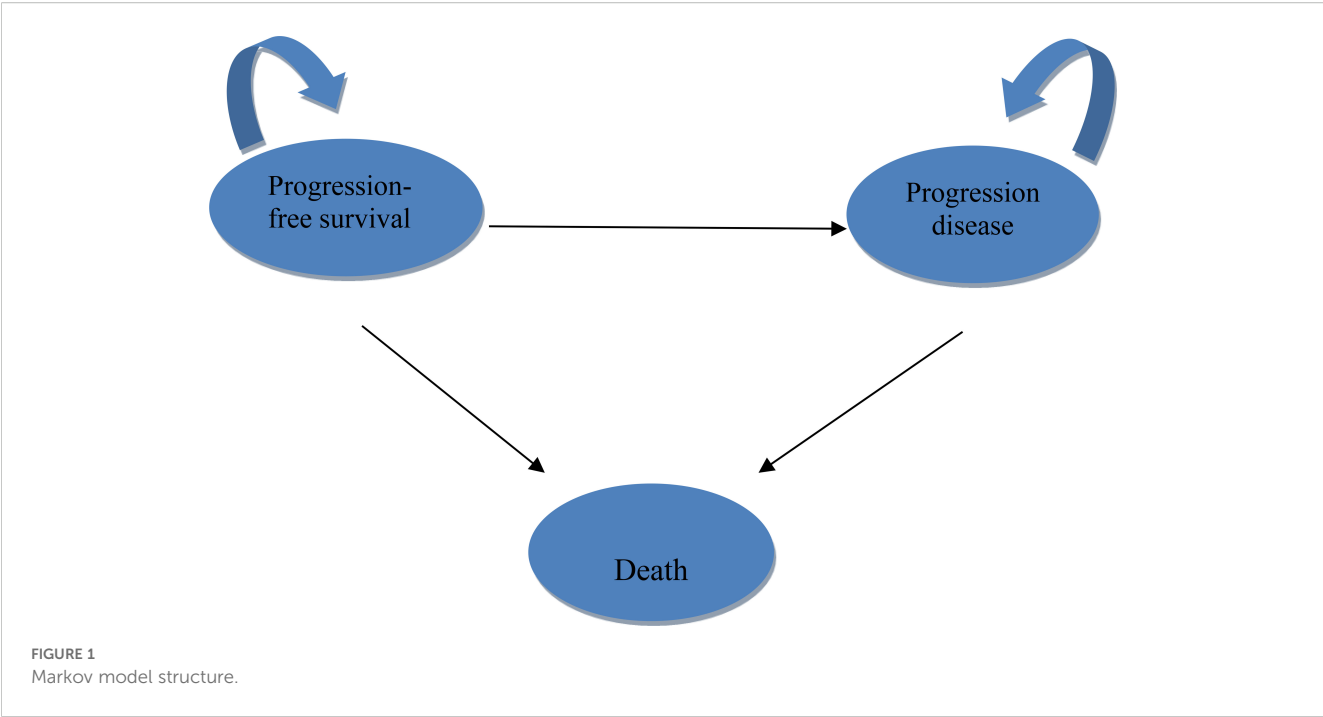 Progression-
free survival
Progression
disease
Death
FIGURE 1
Markov model structure.